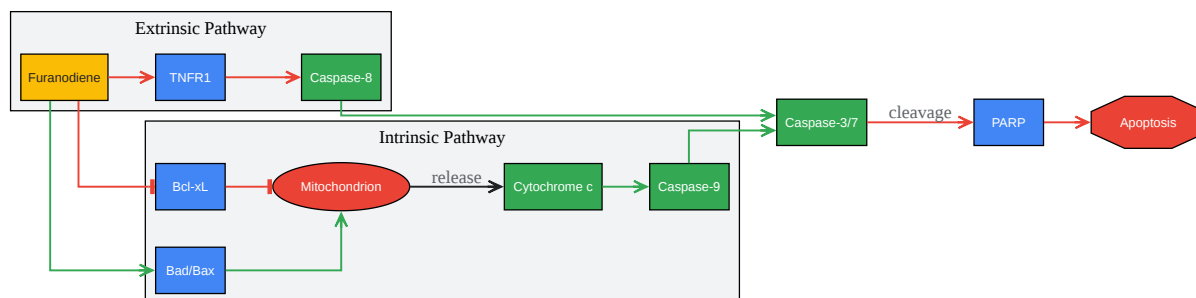 Extrinsic Pathway
Furanodiene
TNFR1
Caspase-8
Intrinsic Pathway
Bcl-xL
Mitochondrion
release
Cytochrome c
Caspase-9
Bad/Bax
Caspase-3/7
cleavage
PARP
Apoptosis